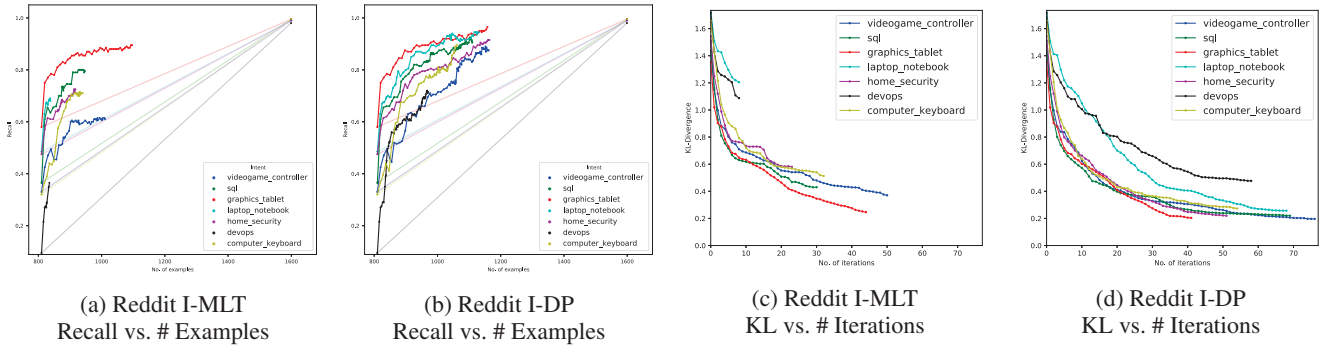 1.0
0.8
0.6
0.4
0.2
Recall
800
1000
1200
1400
1600
No. of examples
Intent
videogame_controller
sql
graphics_tablet
laptop_notebook
home_security
devops
computer_keyboard
(a) Reddit I-MLT
Recall vs. # Examples
1.0
0.8
0.6
0.4
0.2
Recall
800
1000
1200
1400
1600
No. of examples
Intent
videogame_controller
sql
graphics_tablet
laptop_notebook
home_security
devops
computer_keyboard
(b) Reddit I-DP
Recall vs. # Examples
1.6
1.4
1.2
1.0
0.8
0.6
0.4
0.2
0.0
KL-Divergence
0
10
20
30
40
50
60
70
No. of iterations
videogame_controller
sql
graphics_tablet
laptop_notebook
home_security
devops
computer_keyboard
(c) Reddit I-MLT
KL vs. # Iterations
1.6
1.4
1.2
1.0
0.8
0.6
0.4
0.2
0.0
KL-Divergence
0
10
20
30
40
50
60
70
No. of iterations
videogame_controller
sql
graphics_tablet
laptop_notebook
home_security
devops
computer_keyboard
(d) Reddit I-DP
KL vs. # Iterations